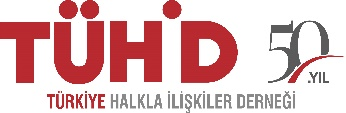 TÜHİD
50.YIL
TÜRKİYE HALKLA İLİŞKİLER DERNEĞİ